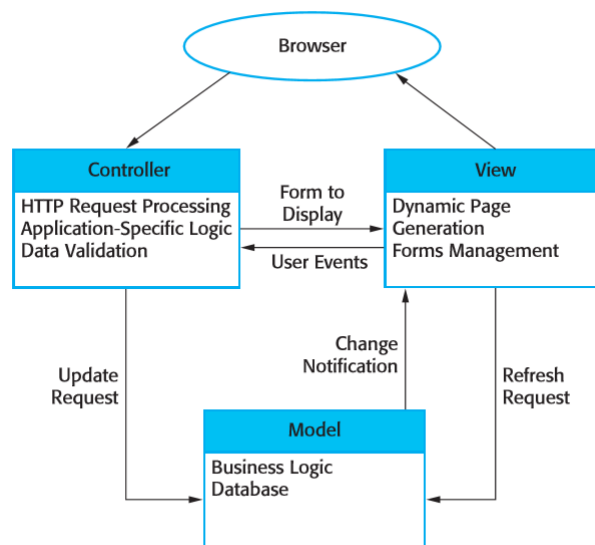 Browser
Controller
HTTP Request Processing
Application-Specific Logic
Data Validation
Form to
Display
User Events
View
Dynamic Page
Generation
Forms Management
Update
Request
Change
Notification
Refresh
Request
Model
Business Logic
Database